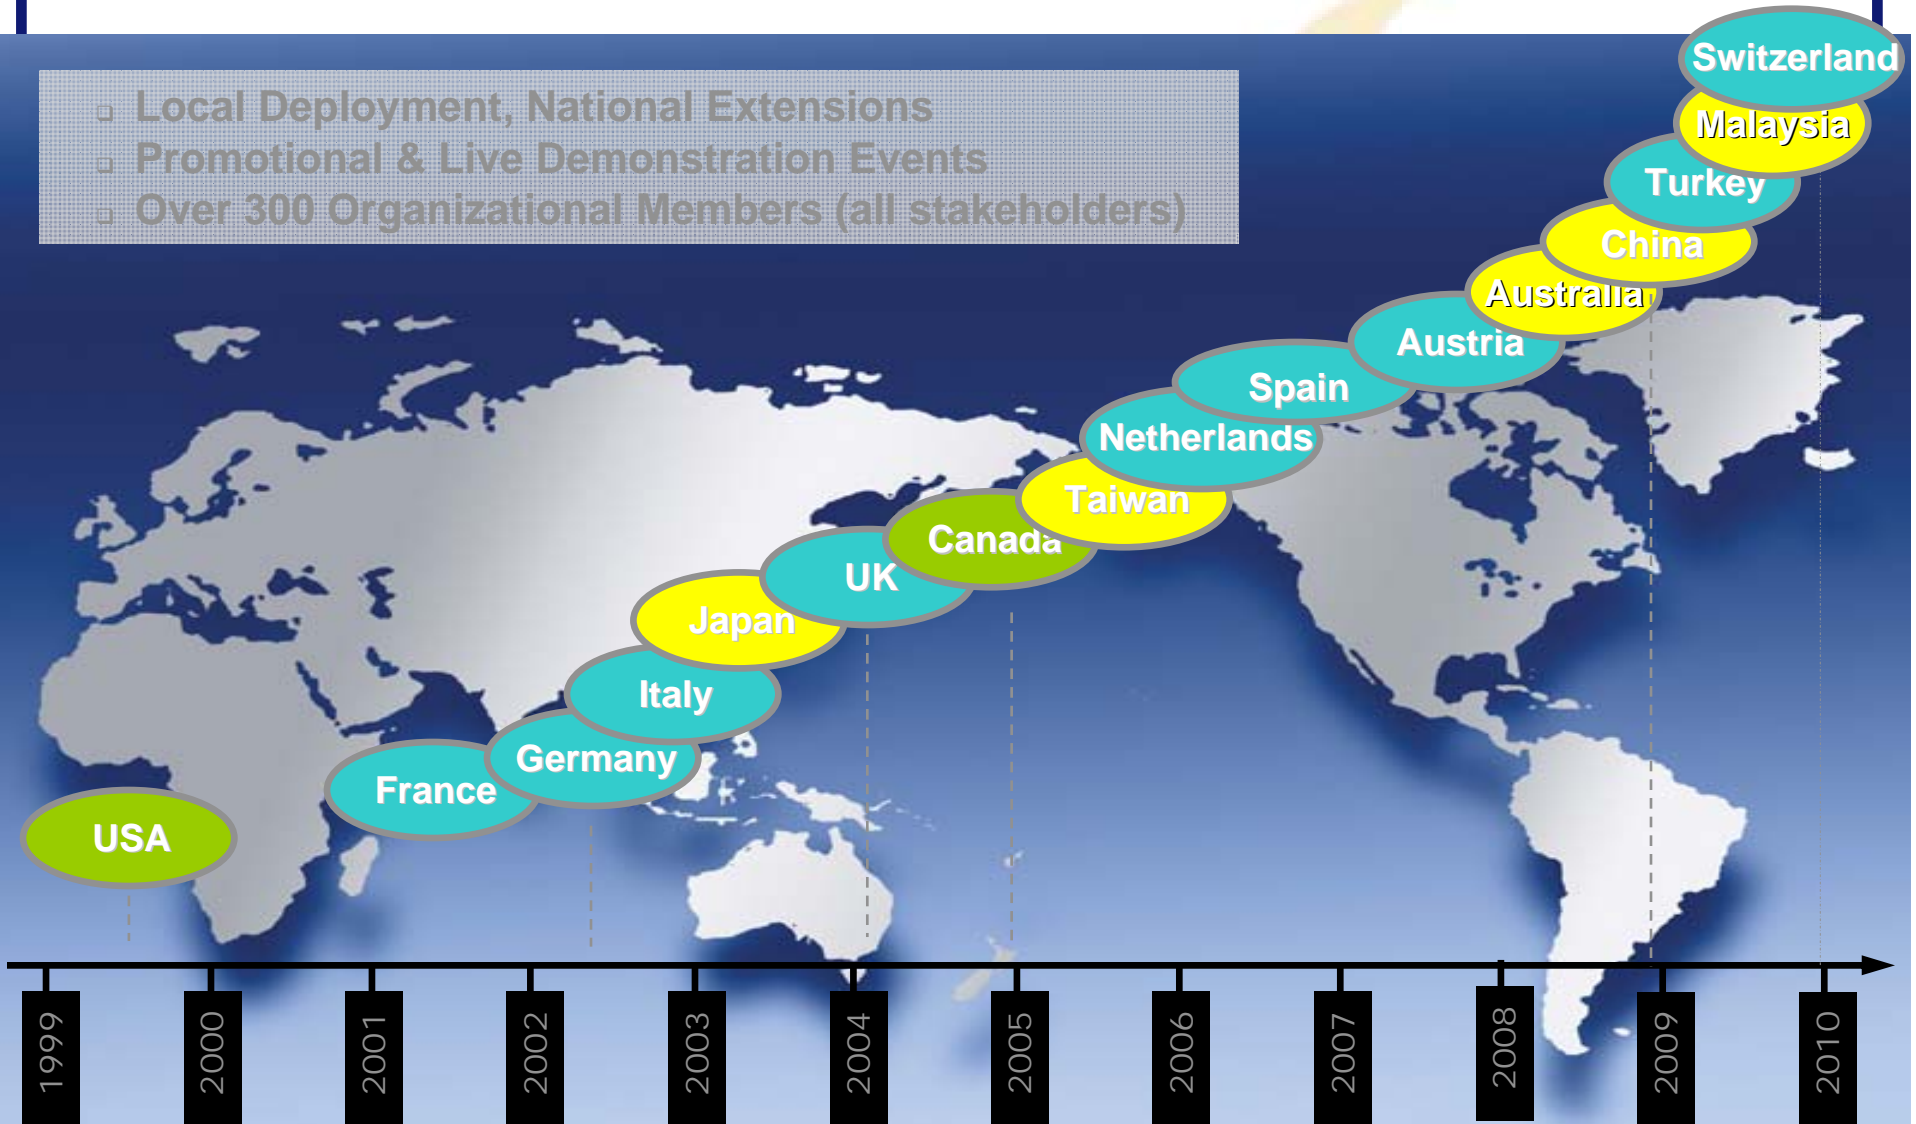 Local Deployment, National Extensions
Promotional & Live Demonstration Events
Over 300 Organizational Members (all stakeholders)
Switzerland
Malaysia
Turkey
China
Australia
Austria
Spain
Netherlands
Taiwan
Canada
UK
Japan
Italy
Germany
France
USA
1999
2000
2001
2002
2003
2004
2005
2006
2007
2008
2009
2010